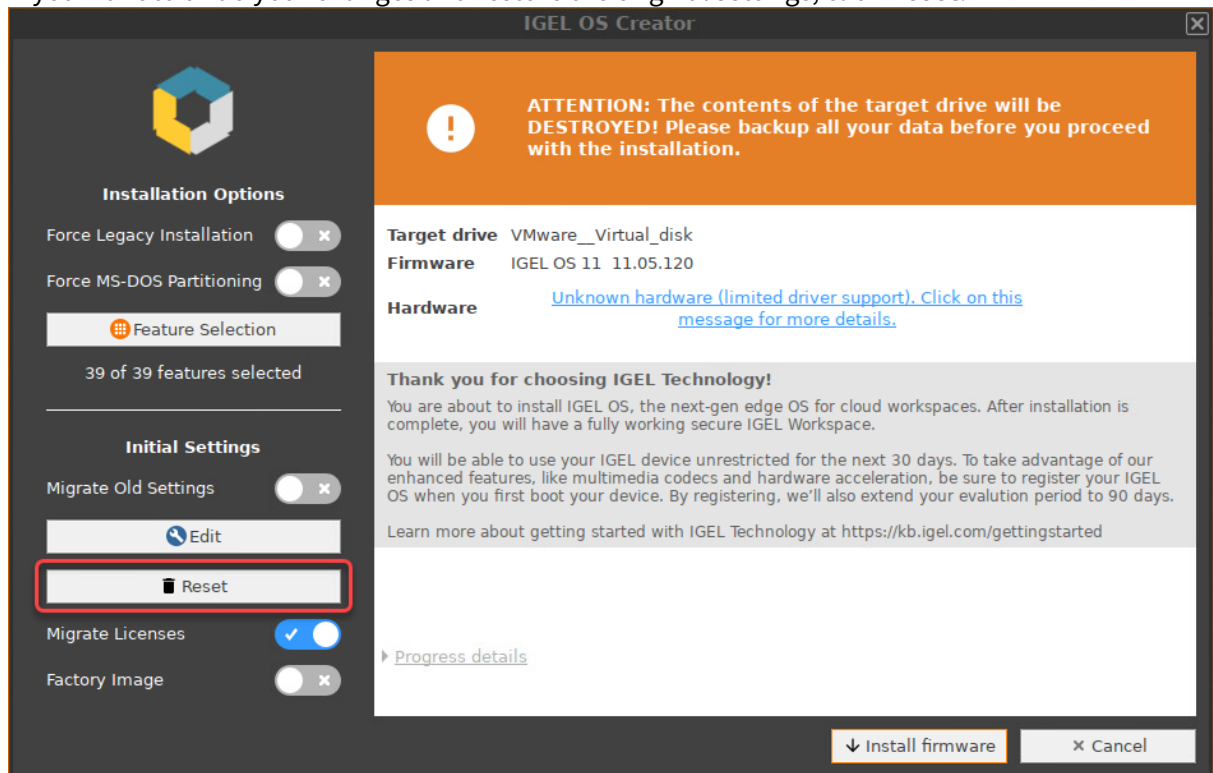 IGEL OS Creator
ATTENTION: The contents of the target drive will be
DESTROYED! Please backup all your data before you proceed
with the installation.
Installation Options
Force Legacy Installation
Force MS-DOS Partitioning
Feature Selection
39 of 39 features selected
Initial Settings
Migrate Old Settings
Edit
Reset
Migrate Licenses
Factory Image
Target drive VMware__Virtual_disk
Firmware IGEL OS 11 11.05.120
Hardware Unknown hardware (limited driver support). Click on this
message for more details.
Thank you for choosing IGEL Technology!
You are about to install IGEL OS, the next-gen edge OS for cloud workspaces. After installation is
complete, you will have a fully working secure IGEL Workspace.
You will be able to use your IGEL device unrestricted for the next 30 days. To take advantage of our
enhanced features, like multimedia codecs and hardware acceleration, be sure to register your IGEL
OS when you first boot your device. By registering, we'll also extend your evalution period to 90 days.
Learn more about getting started with IGEL Technology at https://kb.igel.com/gettingstarted
Progress details
Install firmware
Cancel